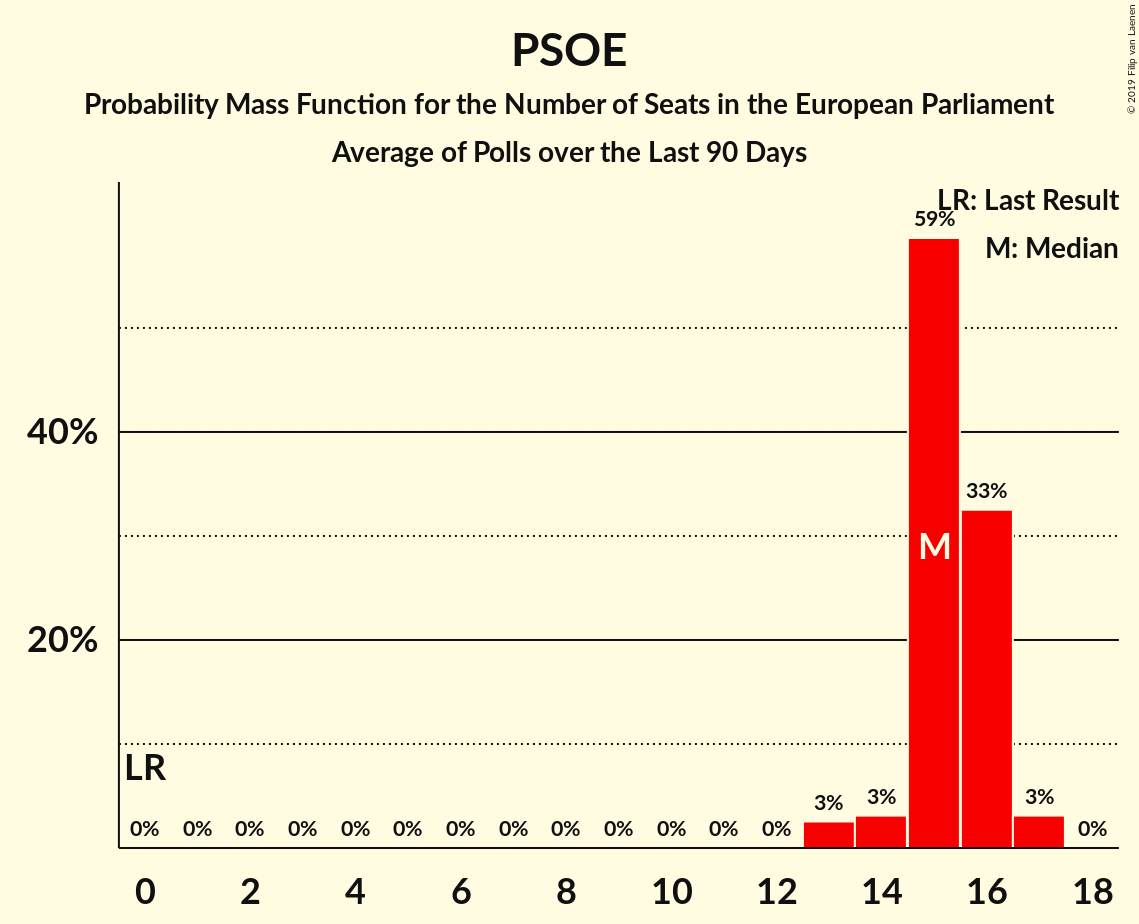 PSOE
Probability Mass Function for the Number of Seats in the European Parliament
Average of Polls over the Last 90 Days
© 2019 Filip van Laenen
LR: Last Result
M: Median
59%
40%
33%
M
20%
LR
0% 0% 0% 0% 0% 0% 0% 0% 0% 0% 0% 0% 0% 3% 3% 3% 0%
0 2 4 6 8 10 12 14 16 18